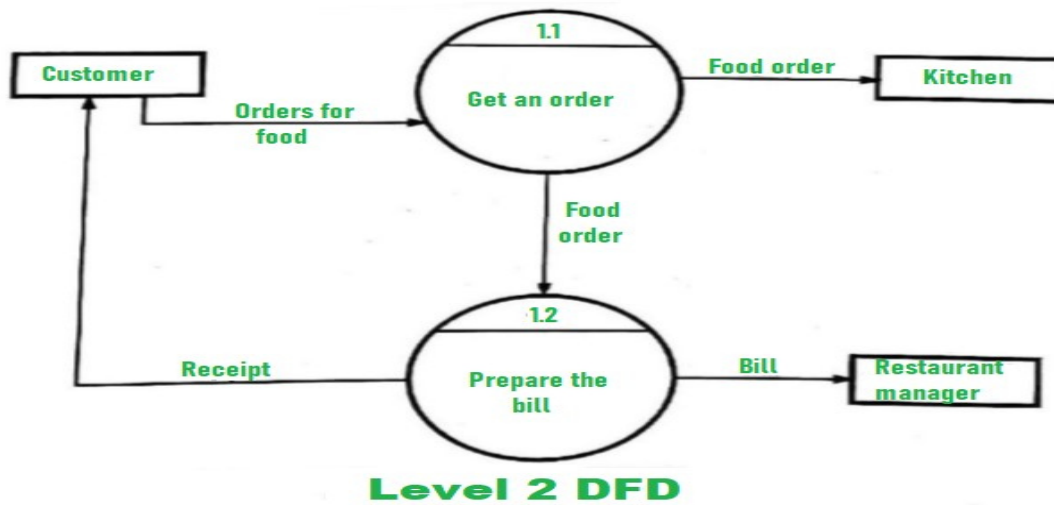 1.1
Customer
Get an order
Food order
Kitchen
Orders for
food
Food
order
1.2
Receipt
Prepare the
bill
Bill
Restaurant
manager
Level 2 DFD